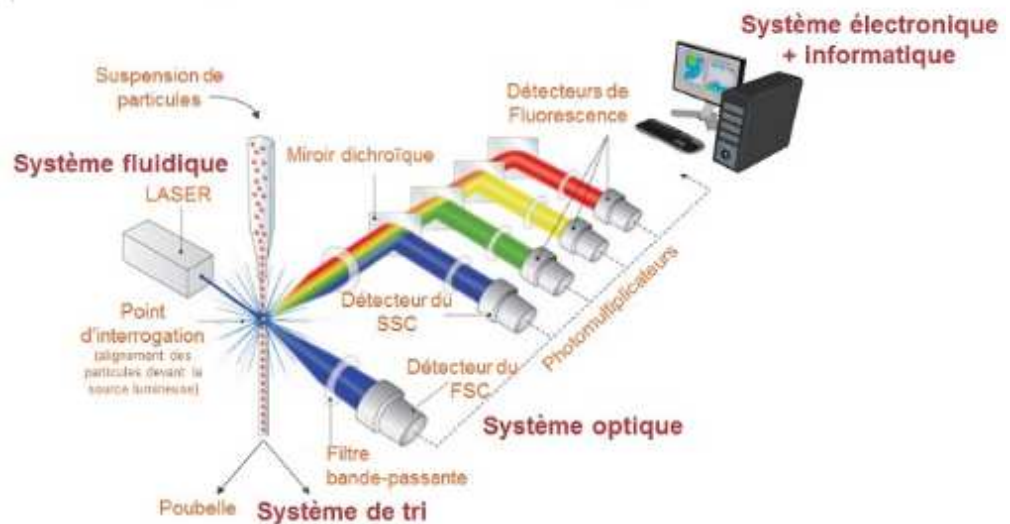 Système électronique
+ informatique
Suspension de
particules
Détecteurs de
Fluorescence
Miroir dichroïque
Système fluidique
LASER
Détecteur du
SSC
Point
d'interrogation
(alignement des
particules devant la
source lumineuse)
Photomultiplicateurs
Détecteur du
FSC
Système optique
Filtre
bande-passante
Poubelle
Système de tri